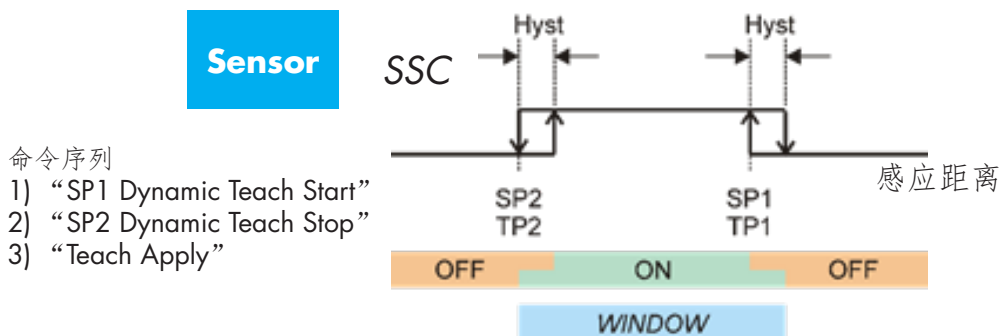 Hyst
Hyst
Sensor
SSC
命令序列
1) “SP1 Dynamic Teach Start”
2) “SP2 Dynamic Teach Stop”
3) “Teach Apply”
感应距离
SP2
SP1
TP2
TP1
OFF
ON
OFF
WINDOW